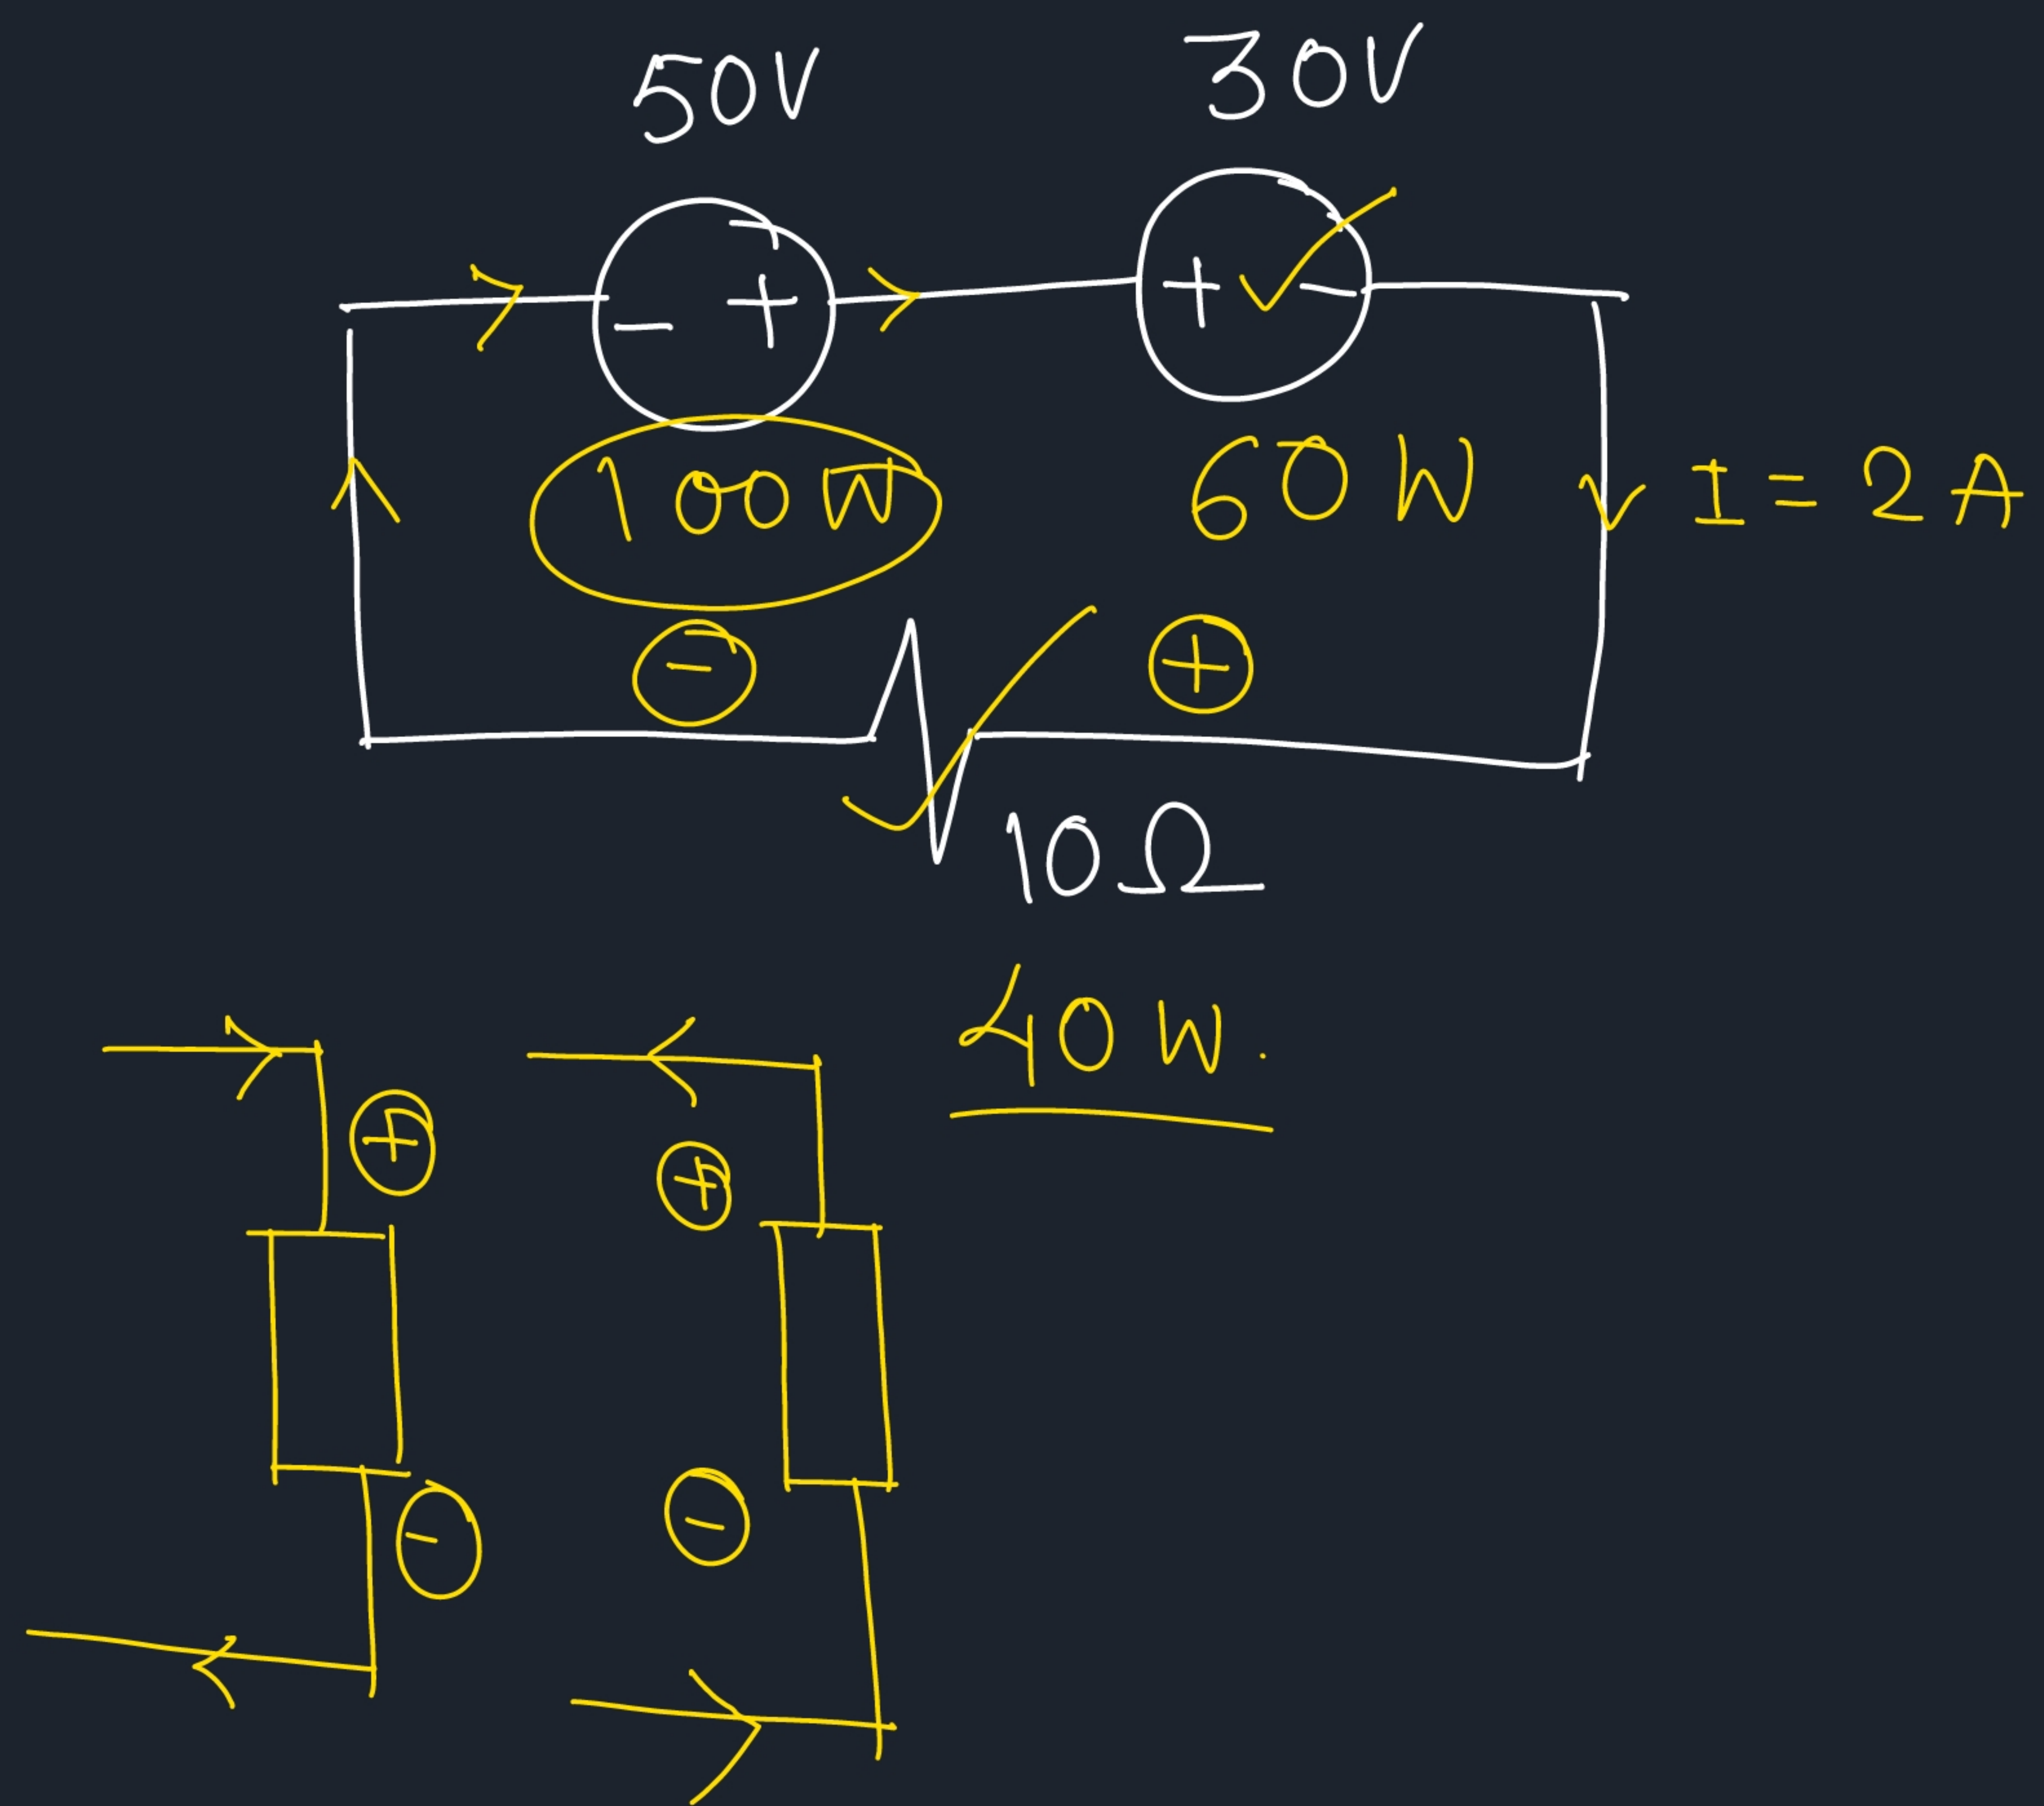 50V 30V
- + + -
100W 60W I = 2A
- +
10Ω
40W.
+ +
- -